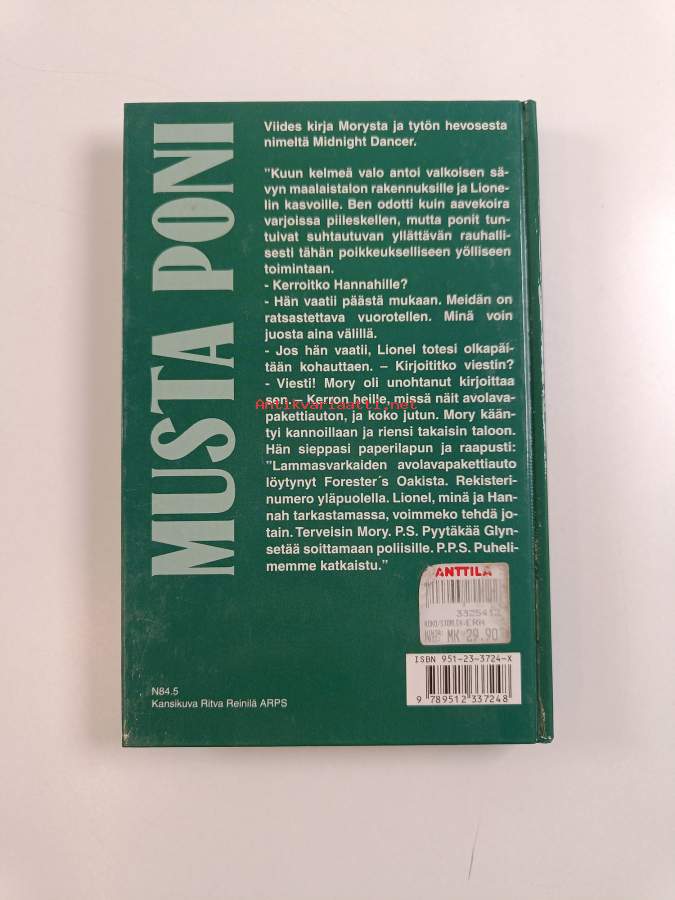 MUSTA PONI
Viides kirja Morysta ja tytön hevosesta
nimeltä Midnight Dancer.
"Kuun kelmeä valo antoi valkoisen sä-
vyn maalaistalon rakennuksille ja Lione-
lin kasvoille. Ben odotti kuin aavekoira
varjoissa piileskellen, mutta ponit tun-
tuivat suhtautuvan yllättävän rauhalli-
sesti tähän poikkeukselliseen yölliseen
toimintaan.
- Kerroitko Hannahille?
- Hän vaatii päästä mukaan. Meidän on
ratsastettava vuorotellen. Minä voin
juosta aina välillä.
- Jos hän vaatii, Lionel totesi olkapäi-
tään kohauttaen. – Kirjoititko viestin?
- Viesti! Mory oli unohtanut kirjoittaa
sen. – Kerron heille, missä näit avolava-
pakettiauton, ja koko jutun. Mory kään-
tyi kannoillaan ja riensi takaisin taloon.
Hän sieppasi paperilapun ja raapusti:
"Lammasvarkaiden avolavapakettiauto
löytynyt Forester´s Oakista. Rekisteri-
numero yläpuolella. Lionel, minä ja Han-
nah tarkastamassa, voimmeko tehdä jo-
tain. Terveisin Mory. P.S. Pyytäkää Glyn-
setää soittamaan poliisille. P.P.S. Puheli-
memme katkaistu."
Antikvariaatti.net
ANTTILA
MK 29.90
ISBN 951-23-3724-X
9 789512 337248
N84.5
Kansikuva Ritva Reinilä ARPS